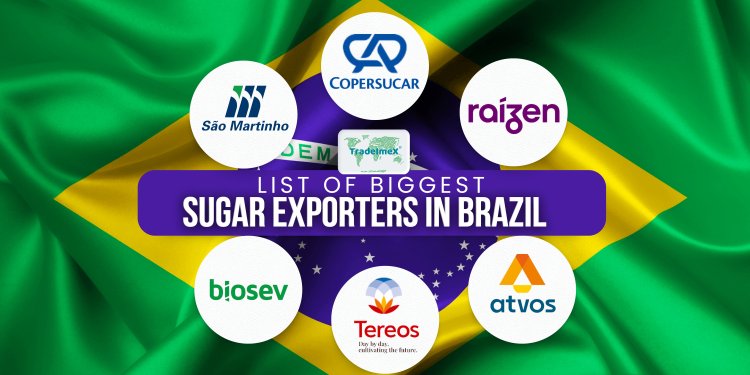 COPERSUCAR
São Martinho
raízen
DEM
TradeImeX
LIST OF BIGGEST
SUGAR EXPORTERS IN BRAZIL
biosev
Tereos
Day by day,
cultivating the future.
atvos